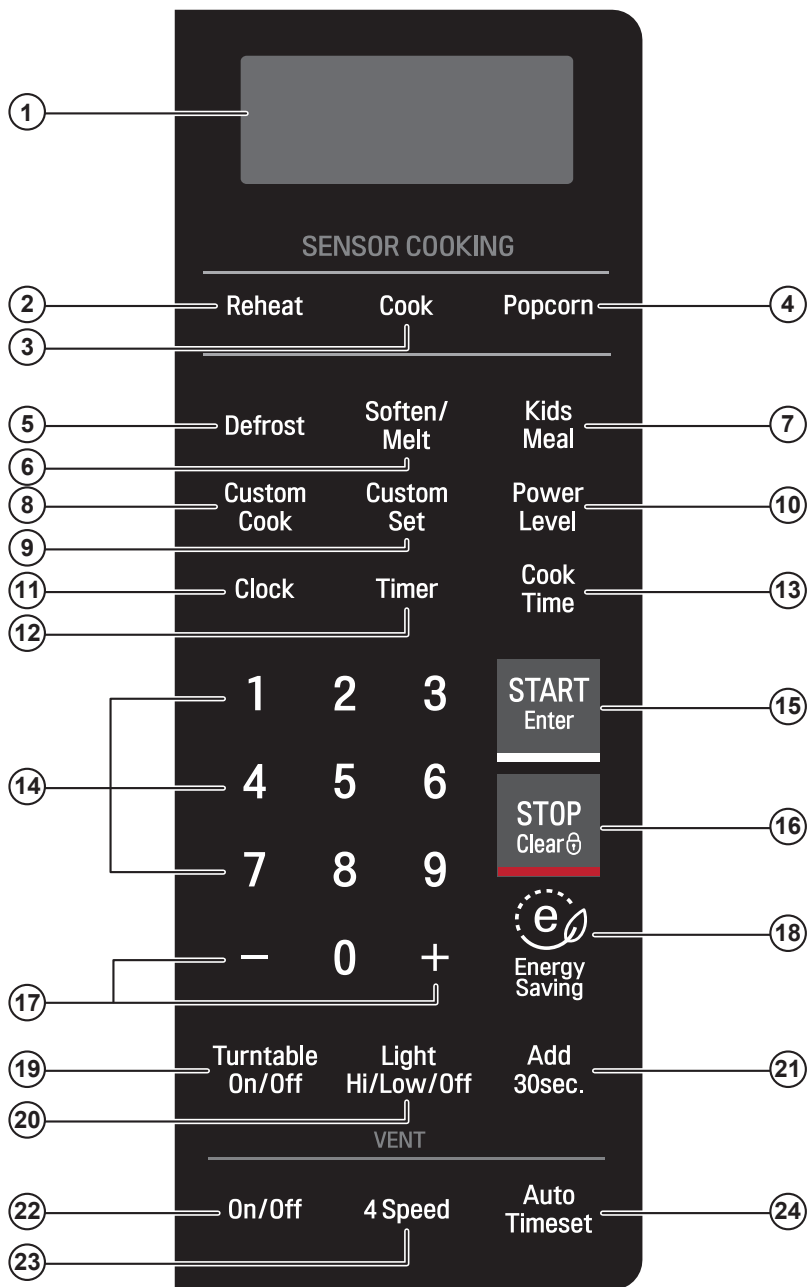 1
SENSOR COOKING
2 Reheat Cook Popcorn 4
3
5 Defrost Soften/ Melt Kids Meal 7
6
8 Custom Cook Custom Set Power Level 10
9
11 Clock Timer Cook Time 13
12
1 2 3 START Enter 15
14 4 5 6
STOP Clear 16
7 8 9
e 18
− 0 + Energy Saving
17
19 Turntable On/Off Light Hi/Low/Off Add 30sec. 21
20
VENT
22 On/Off 4 Speed Auto Timeset 24
23